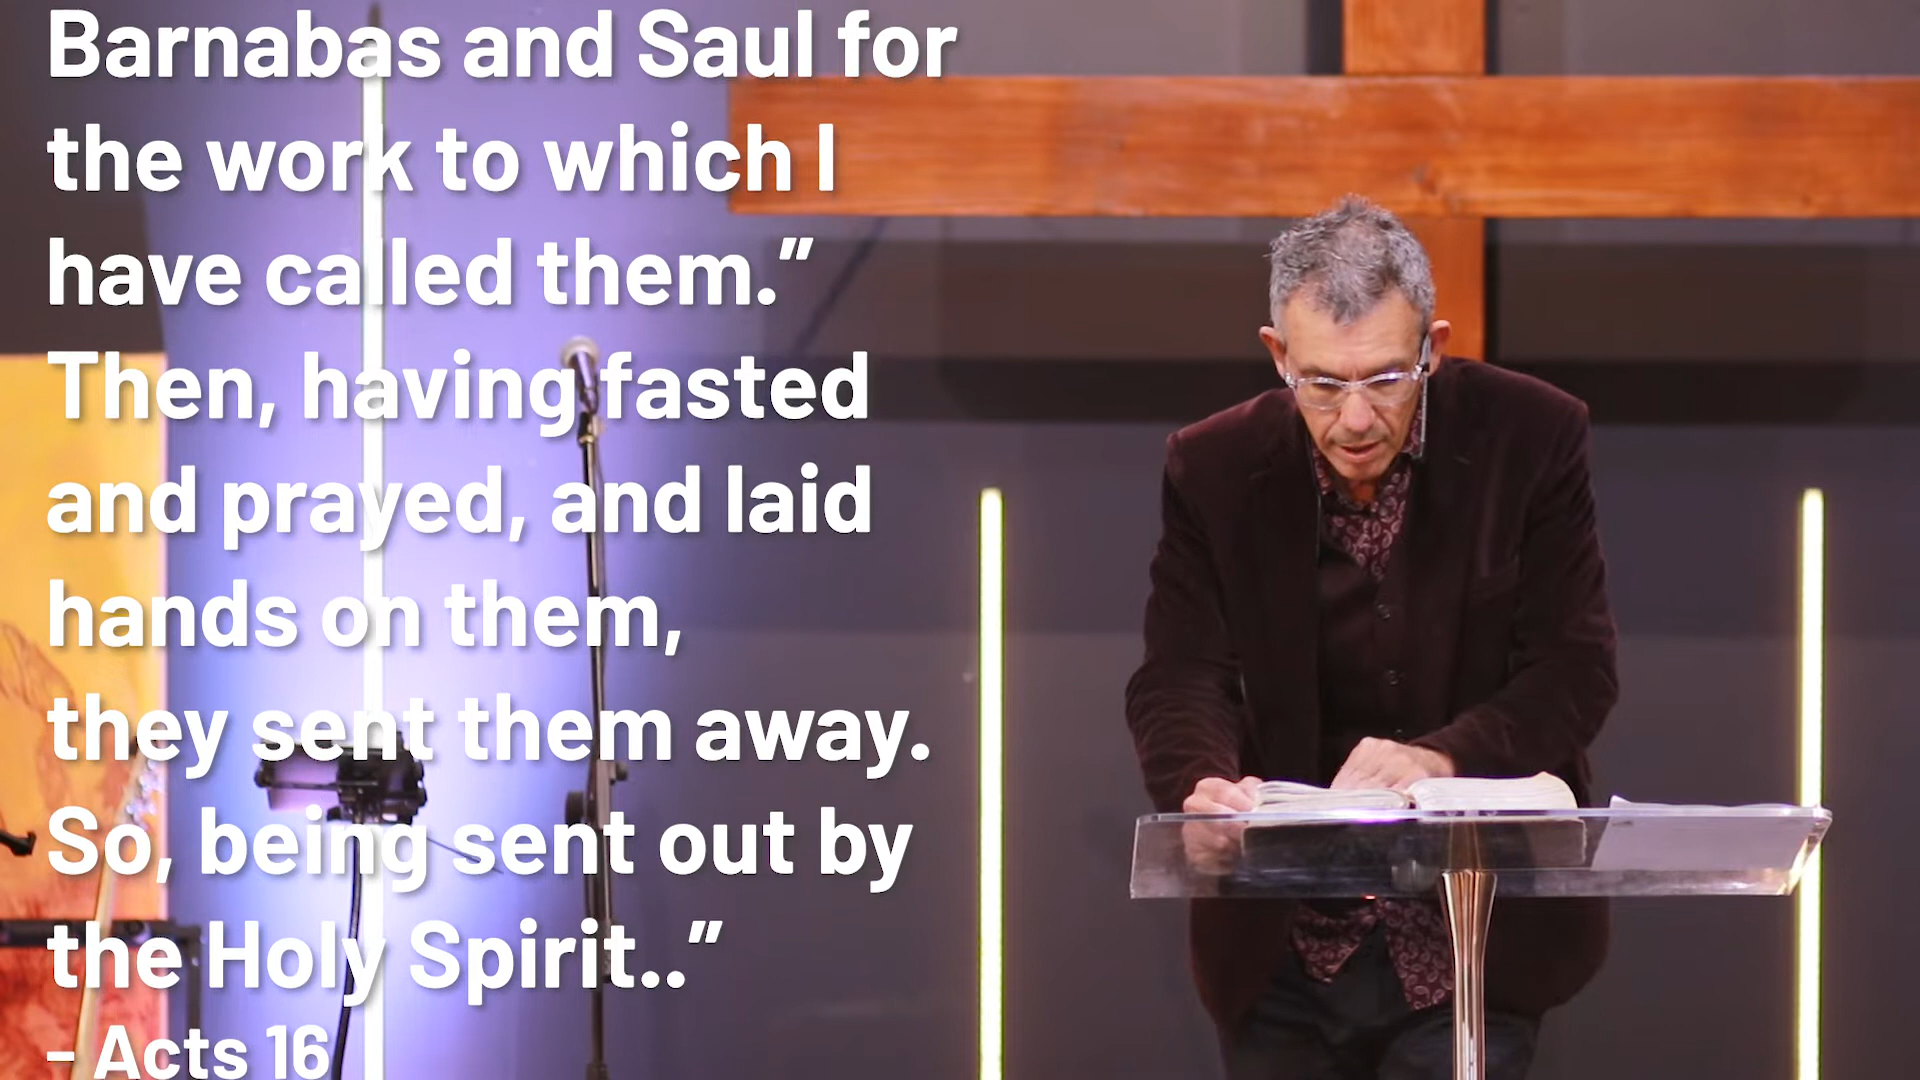 Barnabas and Saul for
the work to which I
have called them.”
Then, having fasted
and prayed, and laid
hands on them,
they sent them away.
So, being sent out by
the Holy Spirit..”
- Acts 16